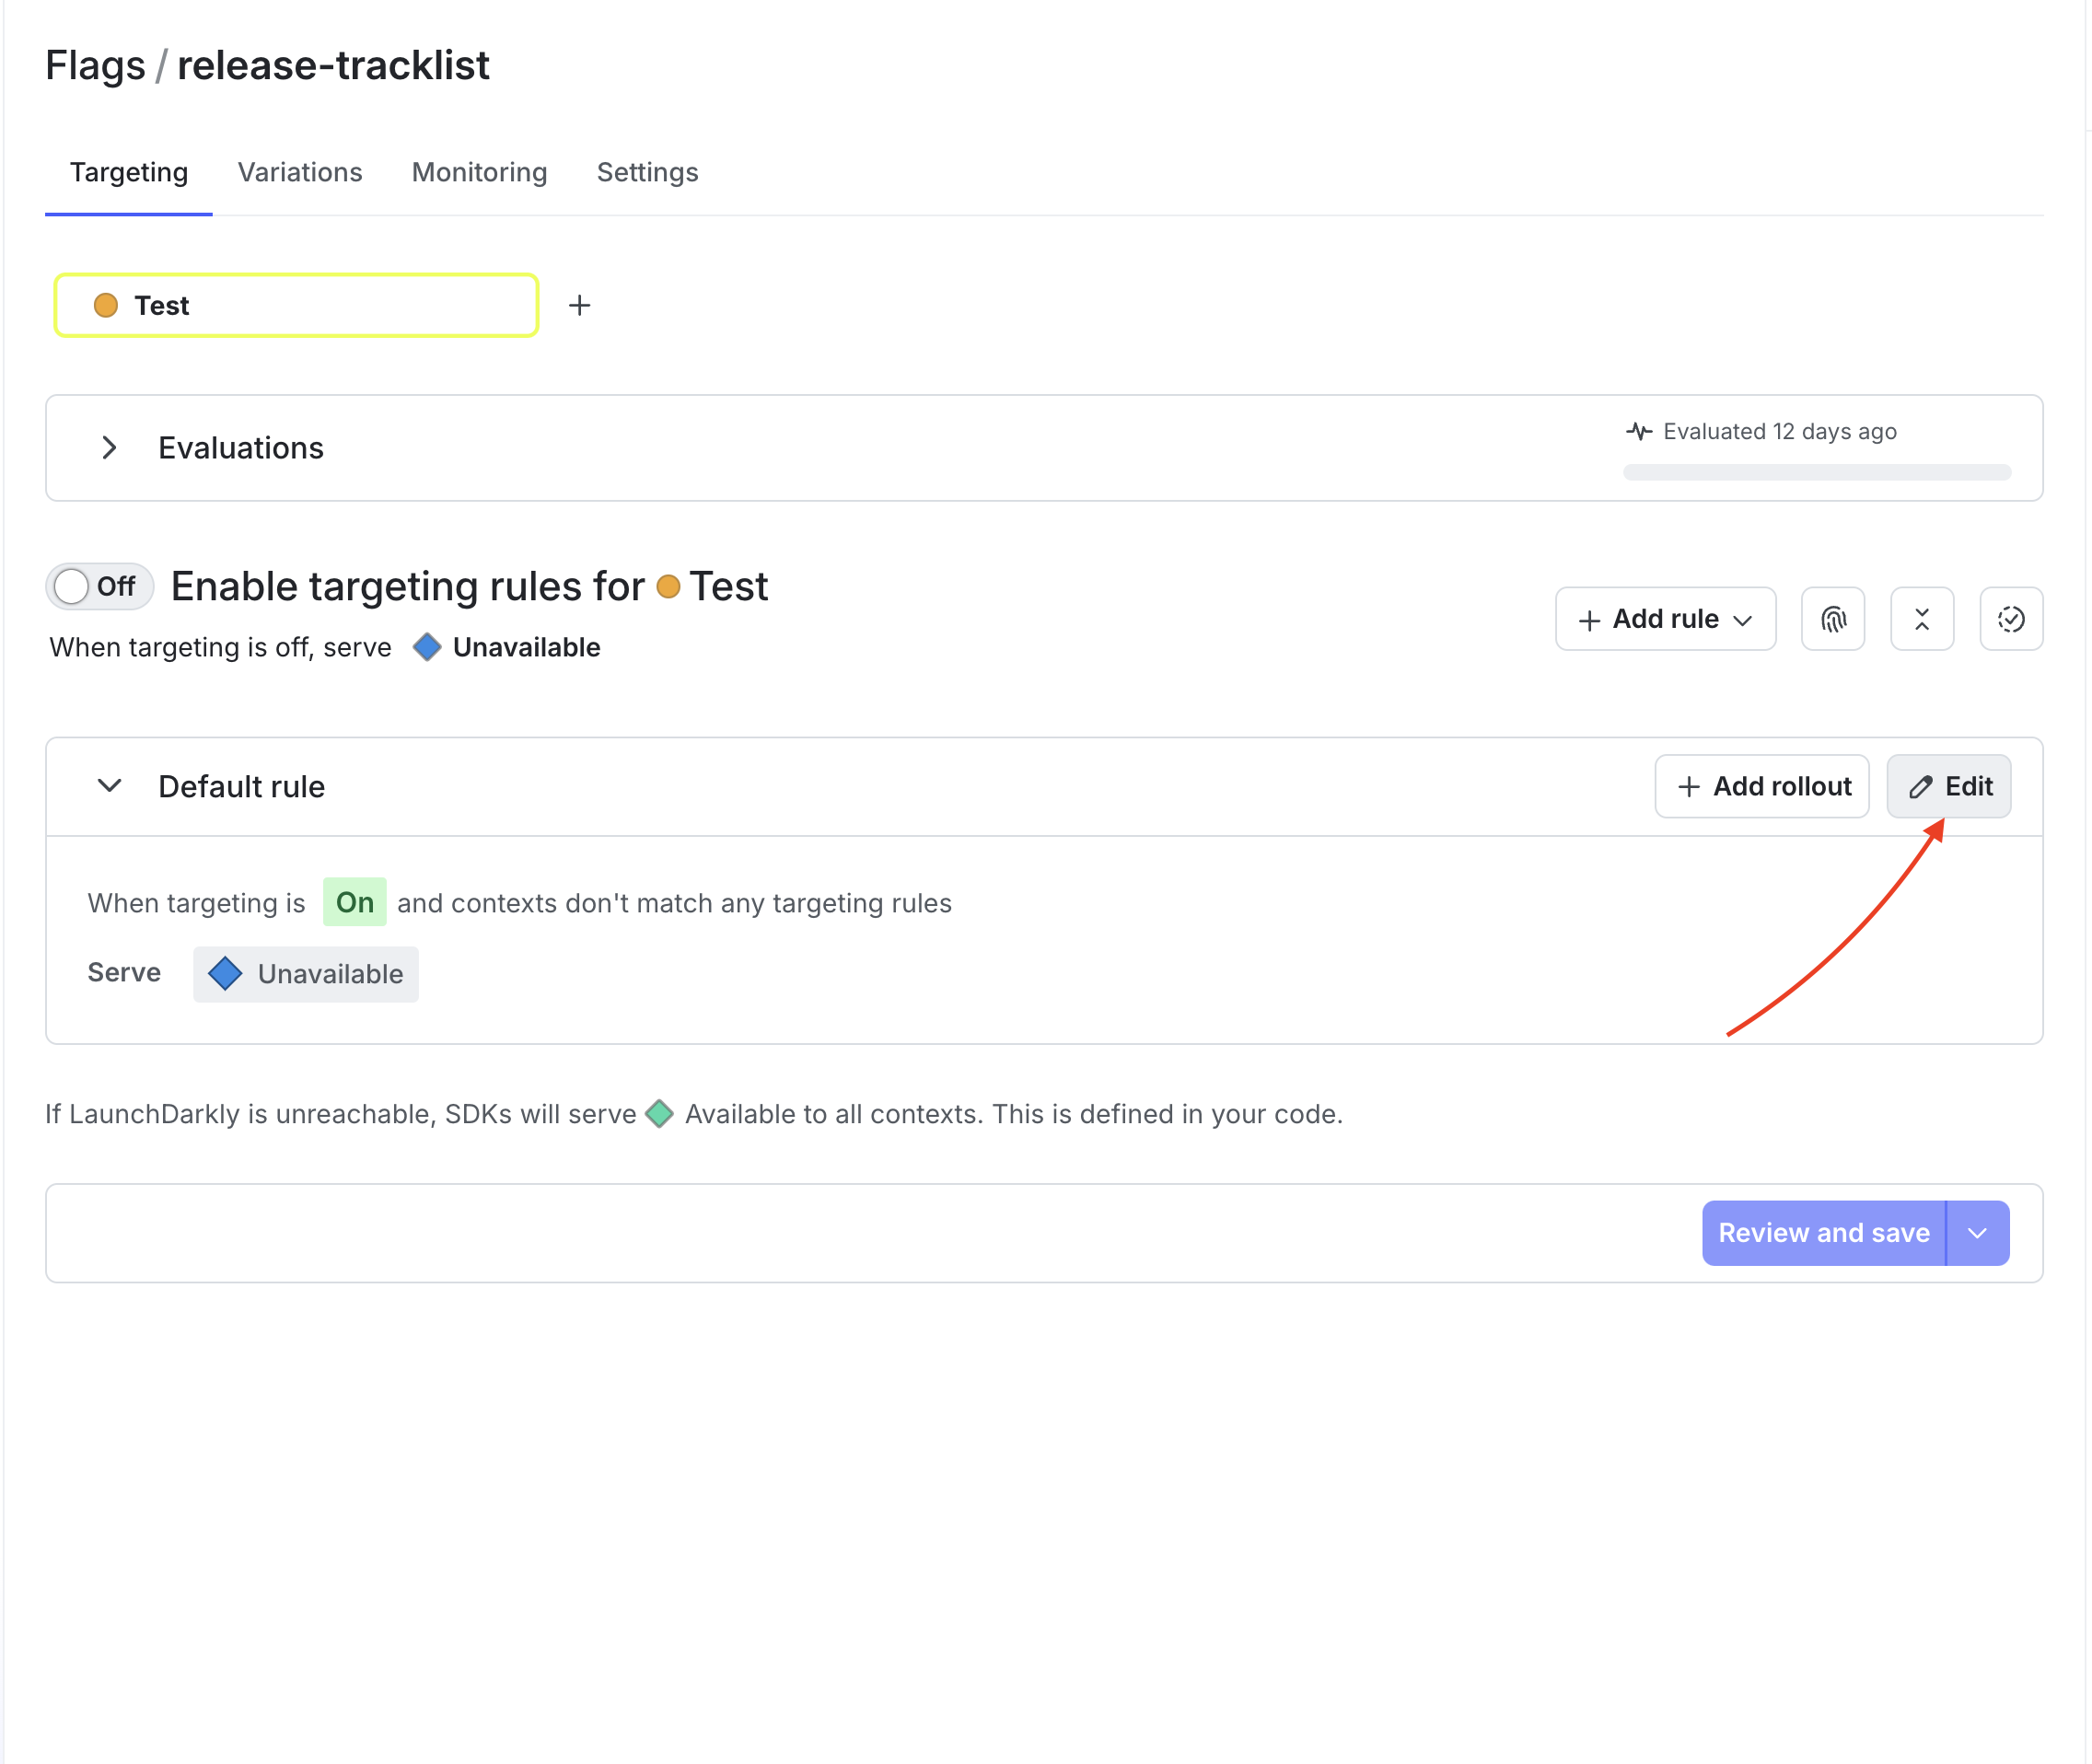 Flags / release-tracklist
Targeting Variations Monitoring Settings
Test
Evaluations
Evaluated 12 days ago
Off Enable targeting rules for Test
When targeting is off, serve Unavailable
Add rule
Default rule
Add rollout
Edit
When targeting is On and contexts don't match any targeting rules
Serve Unavailable
If LaunchDarkly is unreachable, SDKs will serve Available to all contexts. This is defined in your code.
Review and save